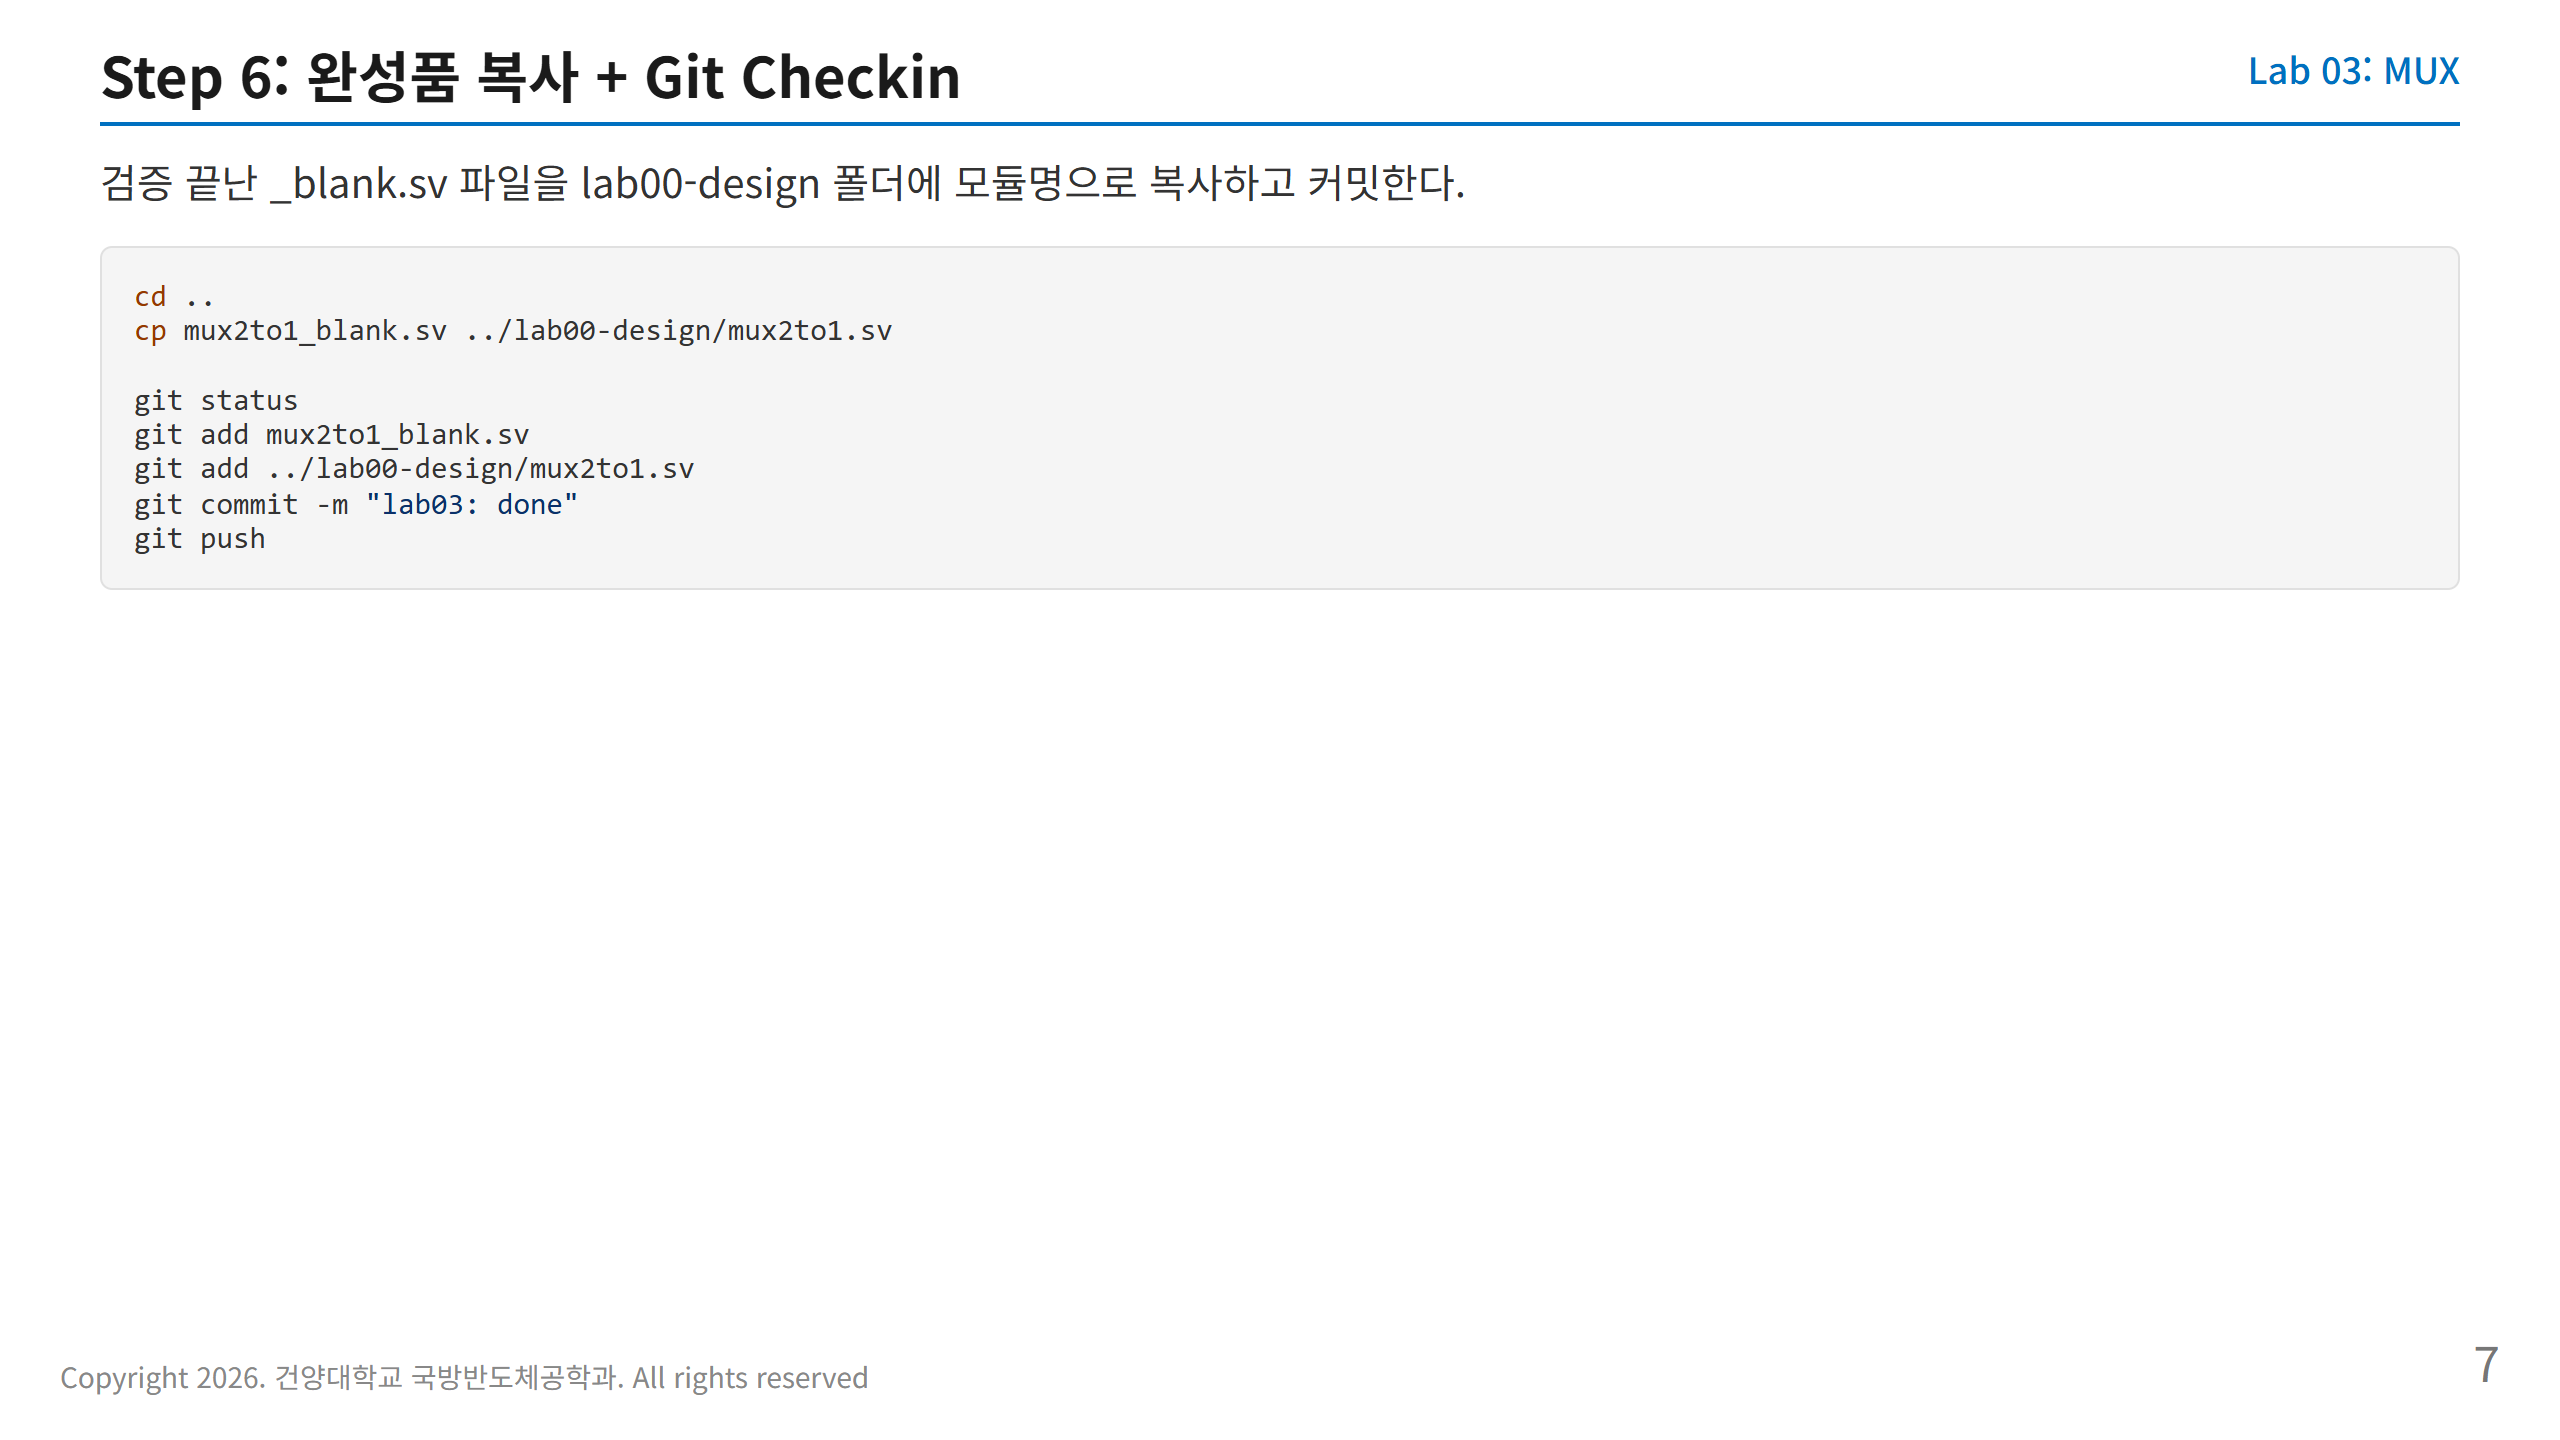 Step 6: 완성품 복사 + Git Checkin
Lab 03: MUX
검증 끝난 _blank.sv 파일을 lab00-design 폴더에 모듈명으로 복사하고 커밋한다.
cd ..
cp mux2to1_blank.sv ../lab00-design/mux2to1.sv
git status
git add mux2to1_blank.sv
git add ../lab00-design/mux2to1.sv
git commit -m "lab03: done"
git push
Copyright 2026. 건양대학교 국방반도체공학과. All rights reserved
7